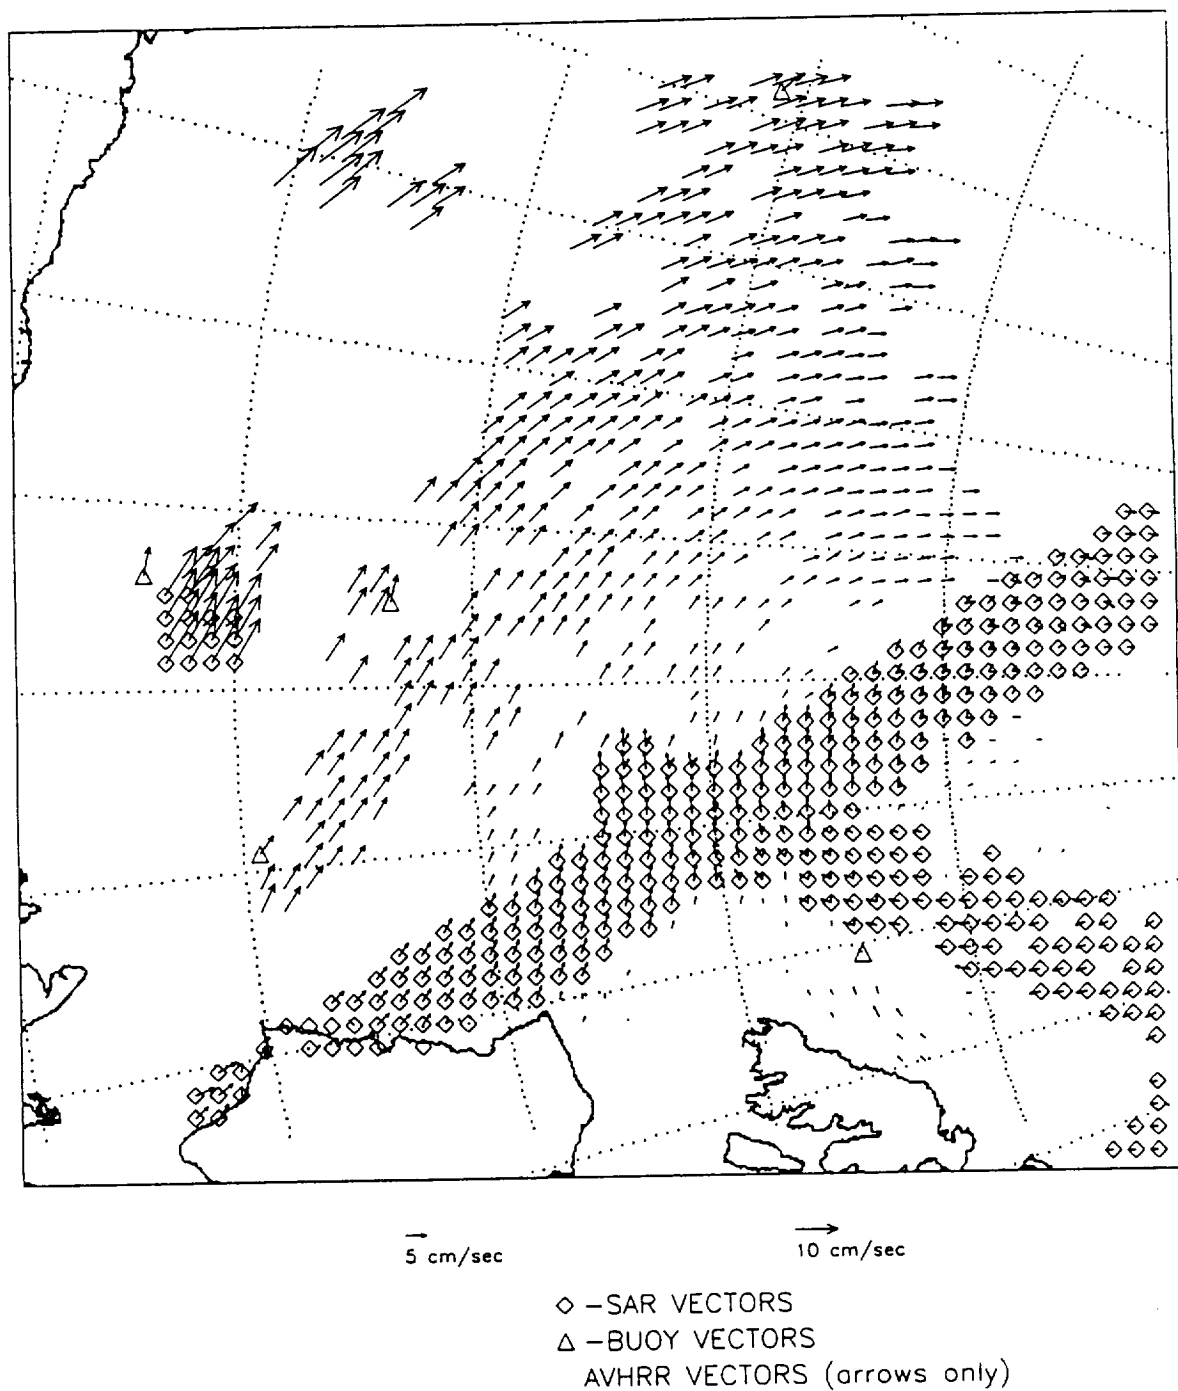 5 cm/sec
10 cm/sec
◇ –SAR VECTORS
△ –BUOY VECTORS
AVHRR VECTORS (arrows only)